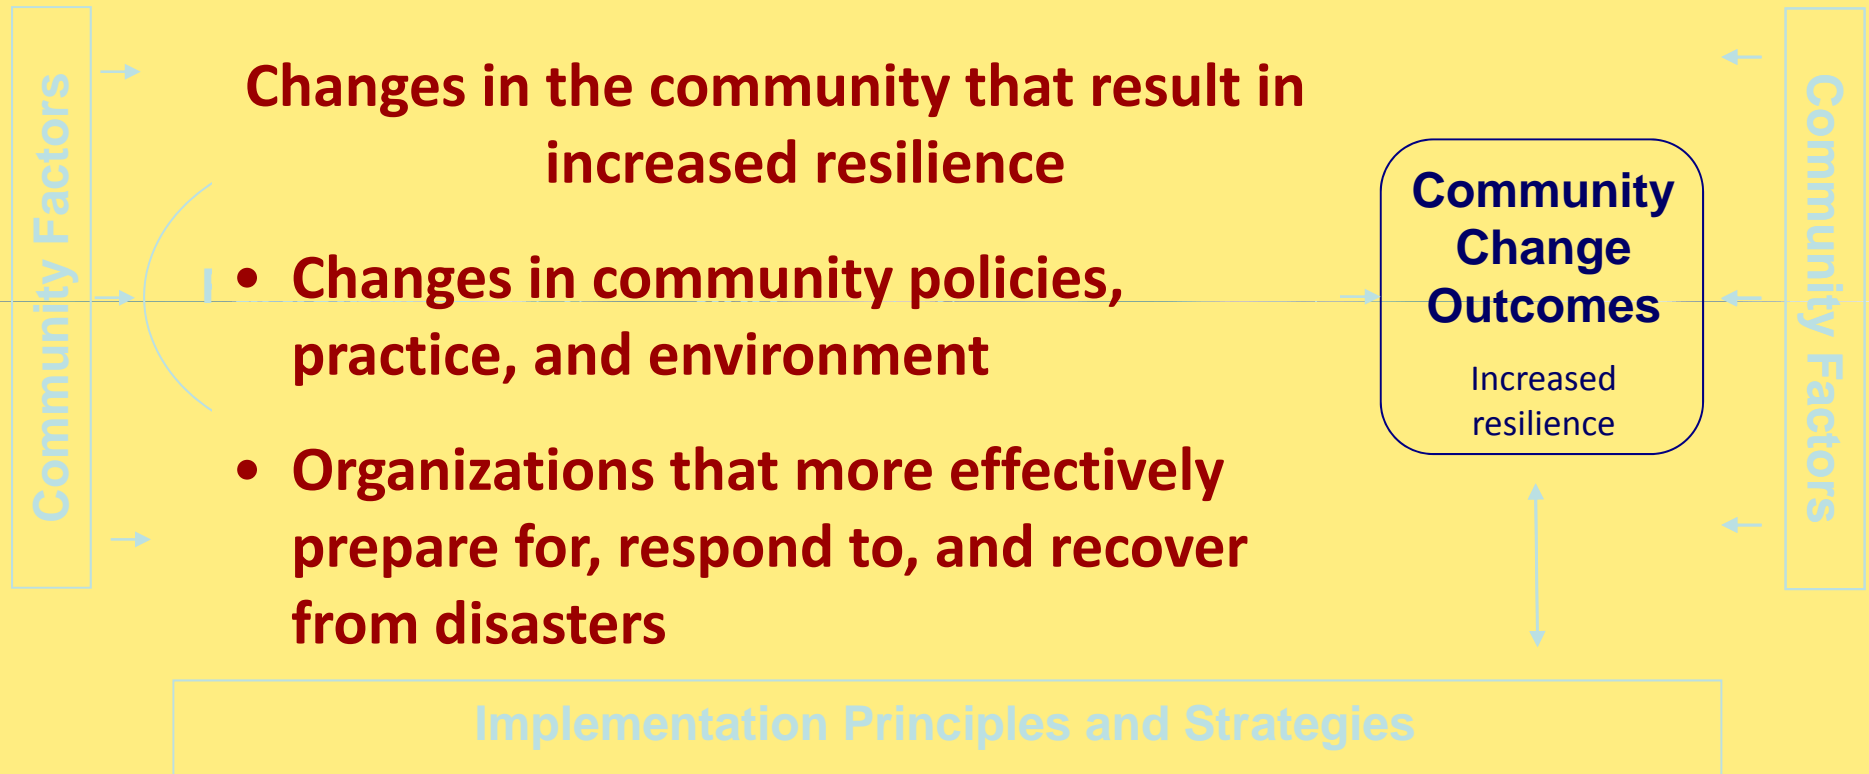 Community Factors
Changes in the community that result in
increased resilience
• Changes in community policies,
practice, and environment
• Organizations that more effectively
prepare for, respond to, and recover
from disasters
Community
Change
Outcomes
Increased
resilience
Community Factors
Implementation Principles and Strategies